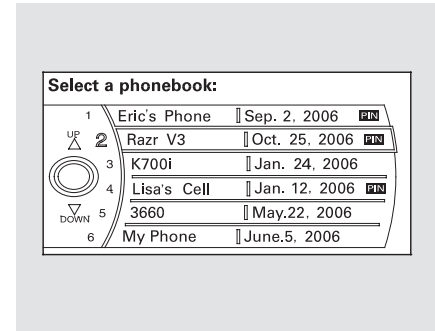 Select a phonebook:
1 Eric's Phone Sep. 2, 2006 PIN
UP 2 Razr V3 Oct. 25, 2006 PIN
3 K700i Jan. 24, 2006
4 Lisa's Cell Jan. 12, 2006 PIN
DOWN 5 3660 May.22, 2006
6 My Phone June.5, 2006